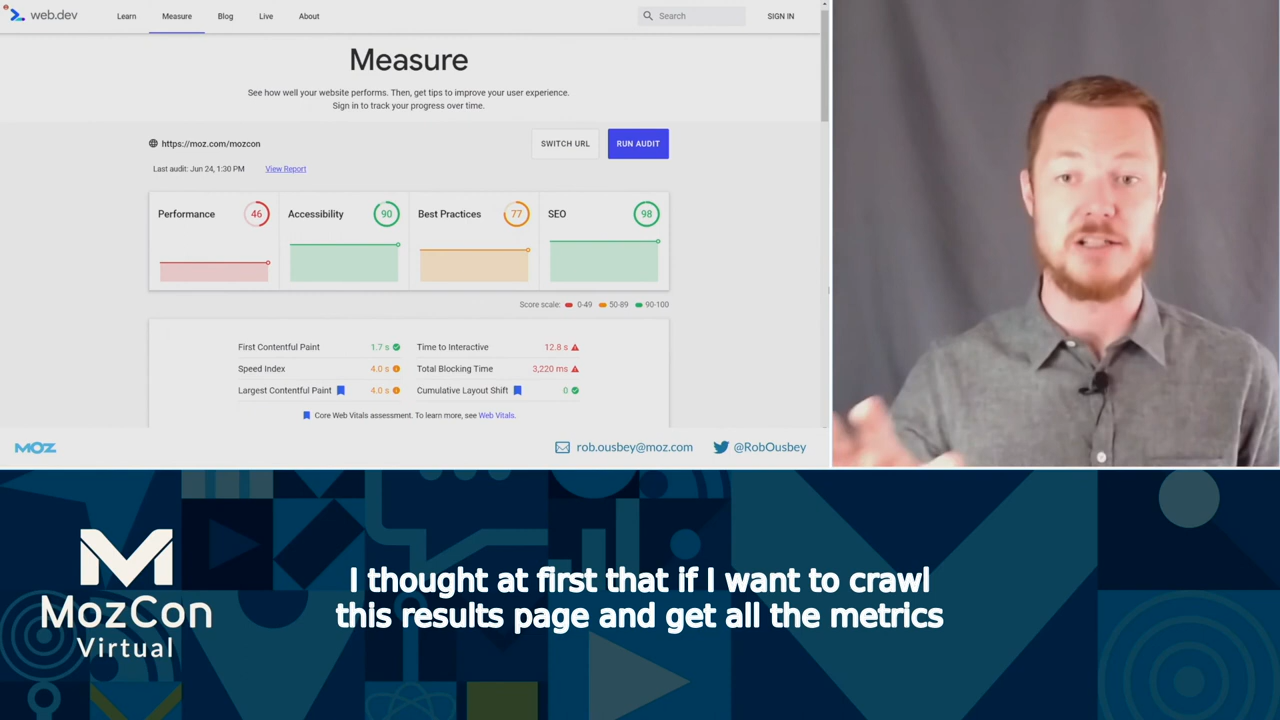 web.dev
Learn
Measure
Blog
Live
About
Search
SIGN IN
Measure
See how well your website performs. Then, get tips to improve your user experience.
Sign in to track your progress over time.
https://moz.com/mozcon
SWITCH URL
RUN AUDIT
Last audit: Jun 24, 1:30 PM
View Report
Performance 46
Accessibility 90
Best Practices 77
SEO 98
Score scale: 0-49 50-89 90-100
First Contentful Paint 1.7 s
Time to Interactive 12.8 s
Speed Index 4.0 s
Total Blocking Time 3,220 ms
Largest Contentful Paint 4.0 s
Cumulative Layout Shift 0
Core Web Vitals assessment. To learn more, see Web Vitals.
MOZ
rob.ousbey@moz.com
@RobOusbey
M
MozCon
Virtual
I thought at first that if I want to crawl
this results page and get all the metrics